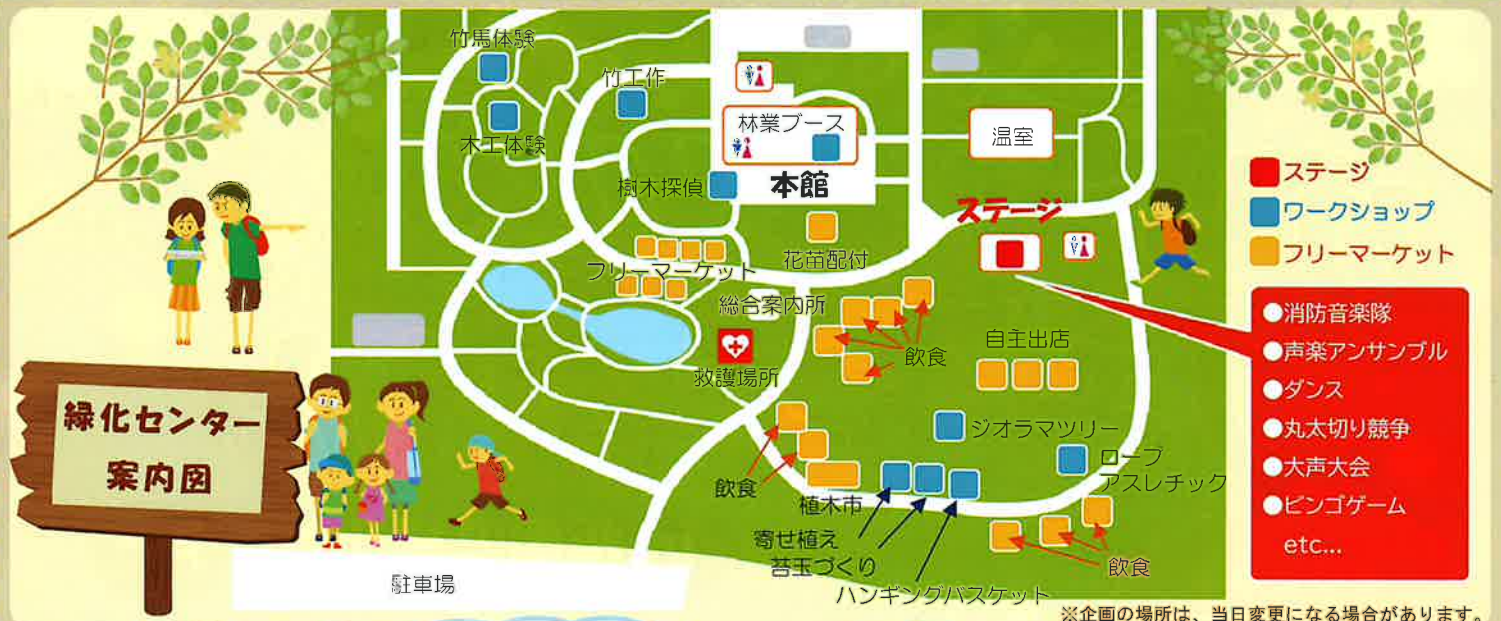 緑化センター
案内図
竹馬体験
木工体験
竹工作
林業ブース
本館
樹木探偵
温室
ステージ
花苗配付
フリーマーケット
総合案内所
救護場所
飲食
自主出店
ジオラマツリー
ロープ
アスレチック
飲食
植木市
寄せ植え
苔玉づくり
ハンギングバスケット
飲食
駐車場
ステージ
ワークショップ
フリーマーケット
●消防音楽隊
●声楽アンサンブル
●ダンス
●丸太切り競争
●大声大会
●ビンゴゲーム
etc...
※企画の場所は、当日変更になる場合があります。